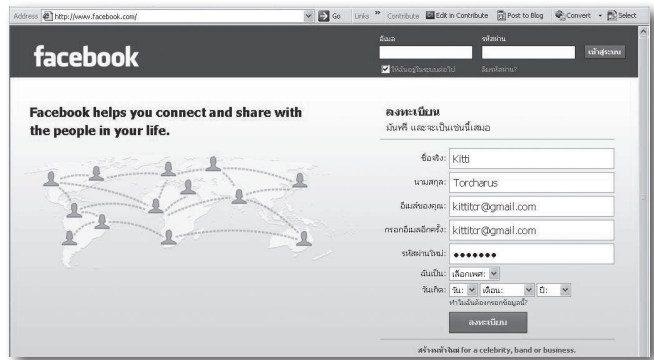 Address http://www.facebook.com/ Go Links » Contribute Edit in Contribute Post to Blog Convert Select
facebook
อีเมล รหัสผ่าน
เข้าสู่ระบบ
ให้ฉันอยู่ในระบบต่อไป ลืมรหัสผ่าน?
Facebook helps you connect and share with
the people in your life.
ลงทะเบียน
มันฟรี และจะเป็นเช่นนี้เสมอ
ชื่อจริง: Kitti
นามสกุล: Torcharus
อีเมล์ของคุณ: kittitcr@gmail.com
กรอกอีเมลอีกครั้ง: kittitcr@gmail.com
รหัสผ่านใหม่: ●●●●●●●
ฉันเป็น: เลือกเพศ:
วันเกิด: วัน: เดือน: ปี:
ทำไมฉันต้องกรอกข้อมูลนี้?
ลงทะเบียน
สร้างหน้าใหม่ for a celebrity, band or business.